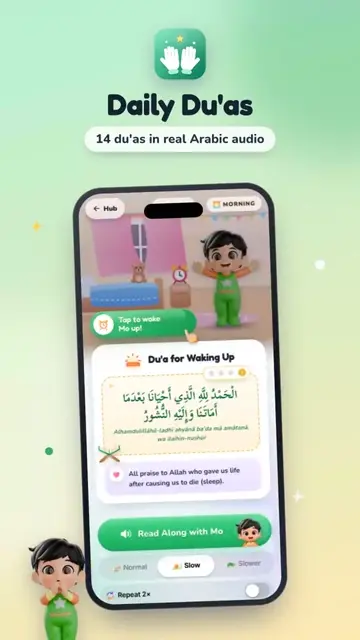 Daily Du'as
14 du'as in real Arabic audio
← Hub
MORNING
Tap to wake
Mo up!
Du'a for Waking Up
الْحَمْدُ لِلَّهِ الَّذِي أَحْيَانَا بَعْدَمَا
أَمَاتَنَا وَإِلَيْهِ النُّشُورُ
Alhamdulillāhil-ladhī aḥyānā ba'da mā amātanā
wa ilaihin-nushor
All praise to Allah who gave us life
after causing us to die (sleep).
Read Along with Mo
Normal
Slow
Slower
Repeat 2×